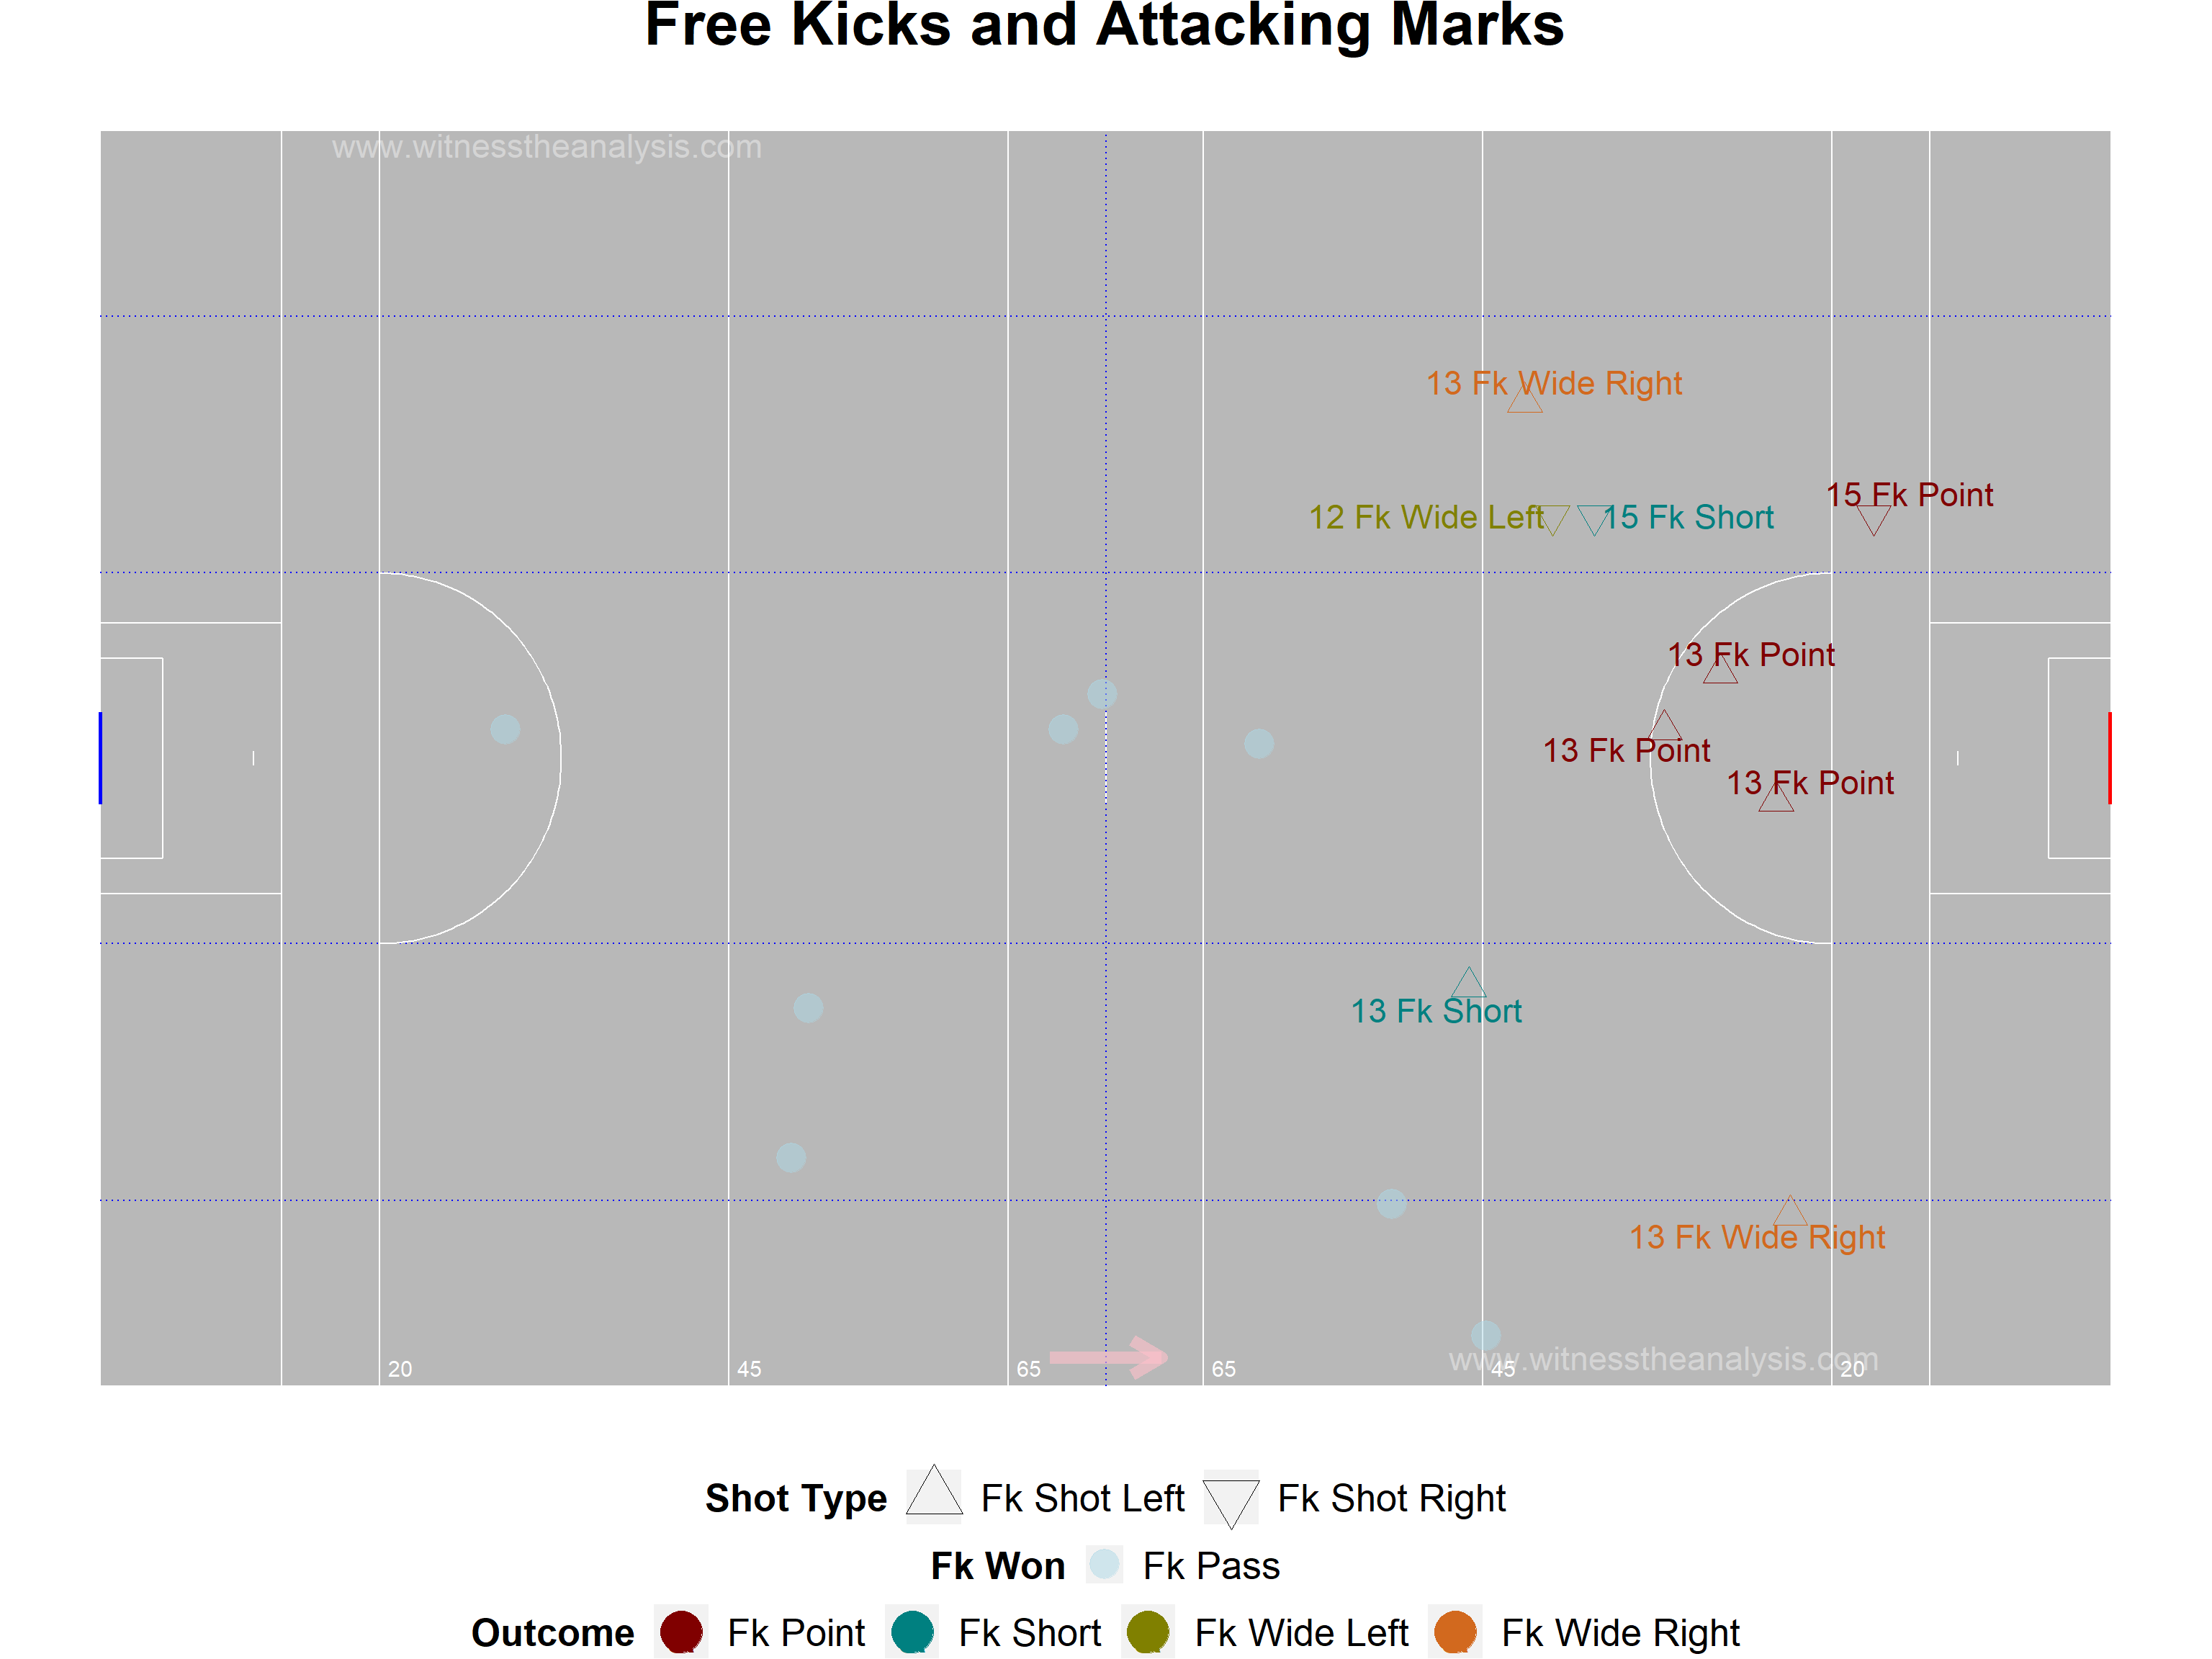 Free Kicks and Attacking Marks
www.witnesstheanalysis.com
13 Fk Wide Right
15 Fk Point
12 Fk Wide Left
15 Fk Short
13 Fk Point
13 Fk Point
13 Fk Point
13 Fk Short
13 Fk Wide Right
www.witnesstheanalysis.com
20 45 65 65 45 20
Shot Type Fk Shot Left Fk Shot Right
Fk Won Fk Pass
Outcome Fk Point Fk Short Fk Wide Left Fk Wide Right